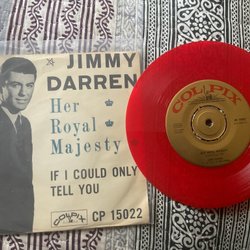 JIMMY
DARREN
Her
Royal
Majesty
IF I COULD ONLY
TELL YOU
COLPIX
CP 15022
COLPIX